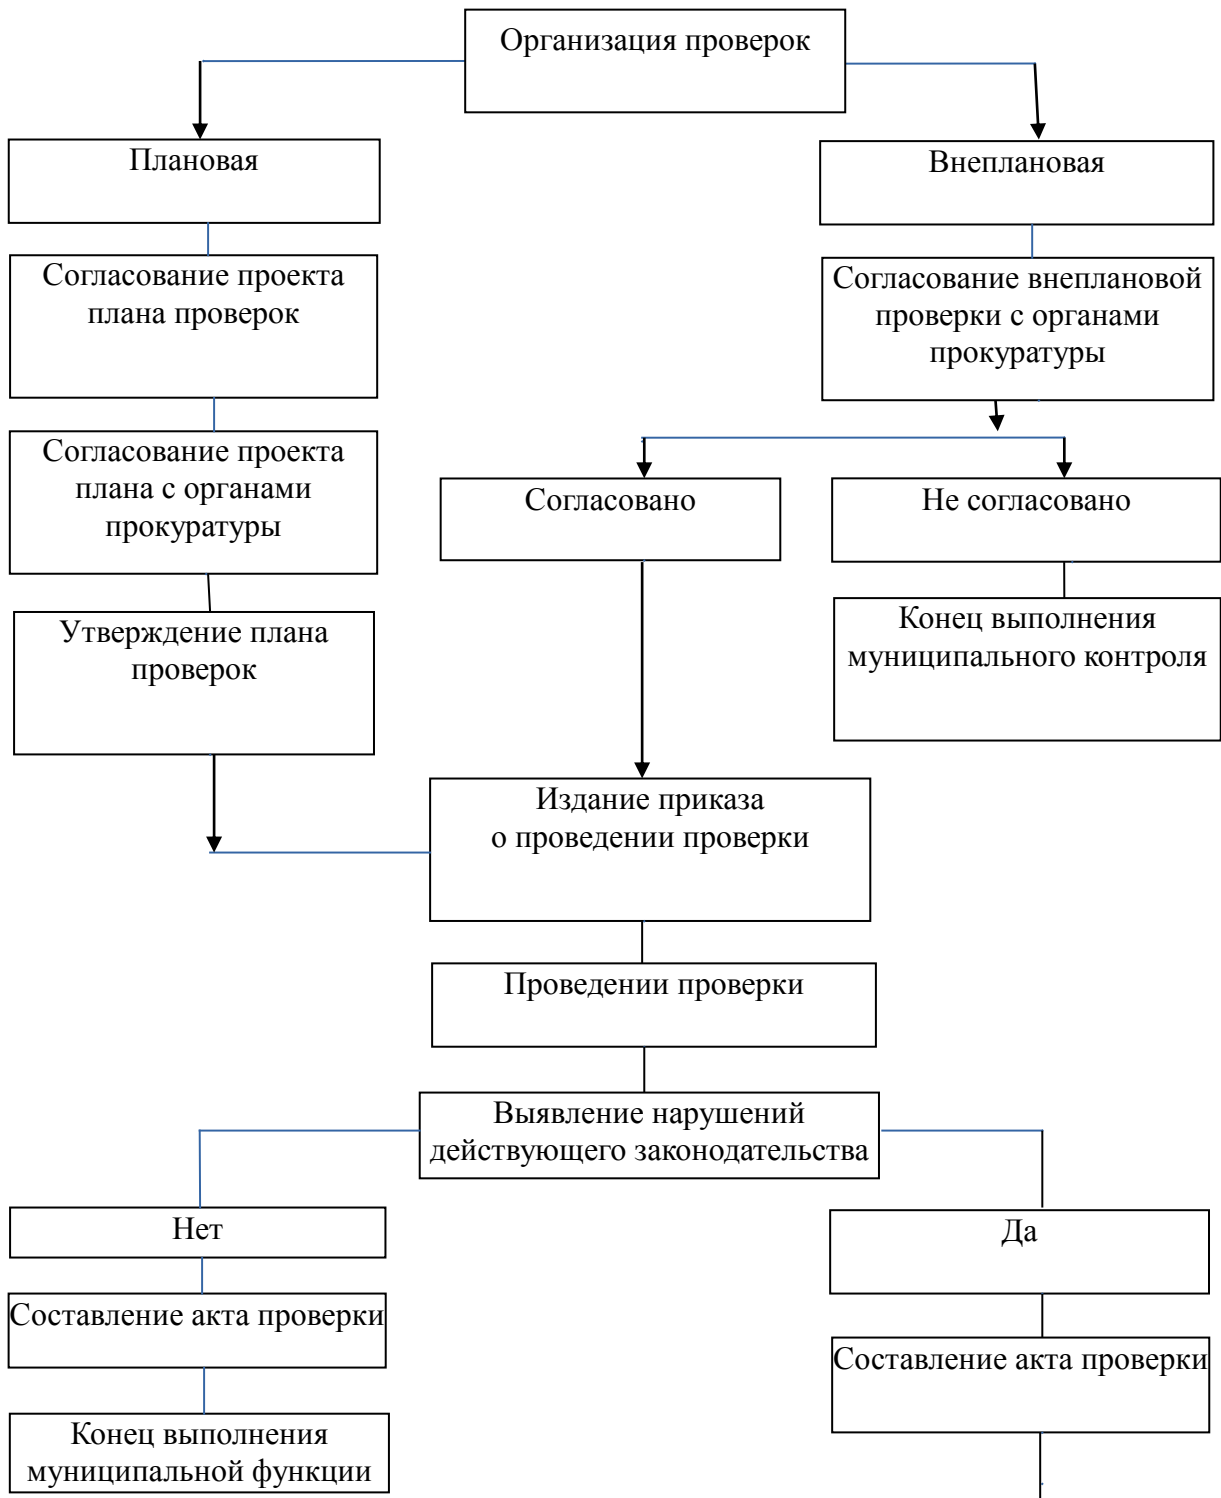 Организация проверок
Плановая
Внеплановая
Согласование проекта
плана проверок
Согласование внеплановой
проверки с органами
прокуратуры
Согласование проекта
плана с органами
прокуратуры
Согласовано
Не согласовано
Утверждение плана
проверок
Конец выполнения
муниципального контроля
Издание приказа
о проведении проверки
Проведении проверки
Выявление нарушений
действующего законодательства
Нет
Да
Составление акта проверки
Составление акта проверки
Конец выполнения
муниципальной функции